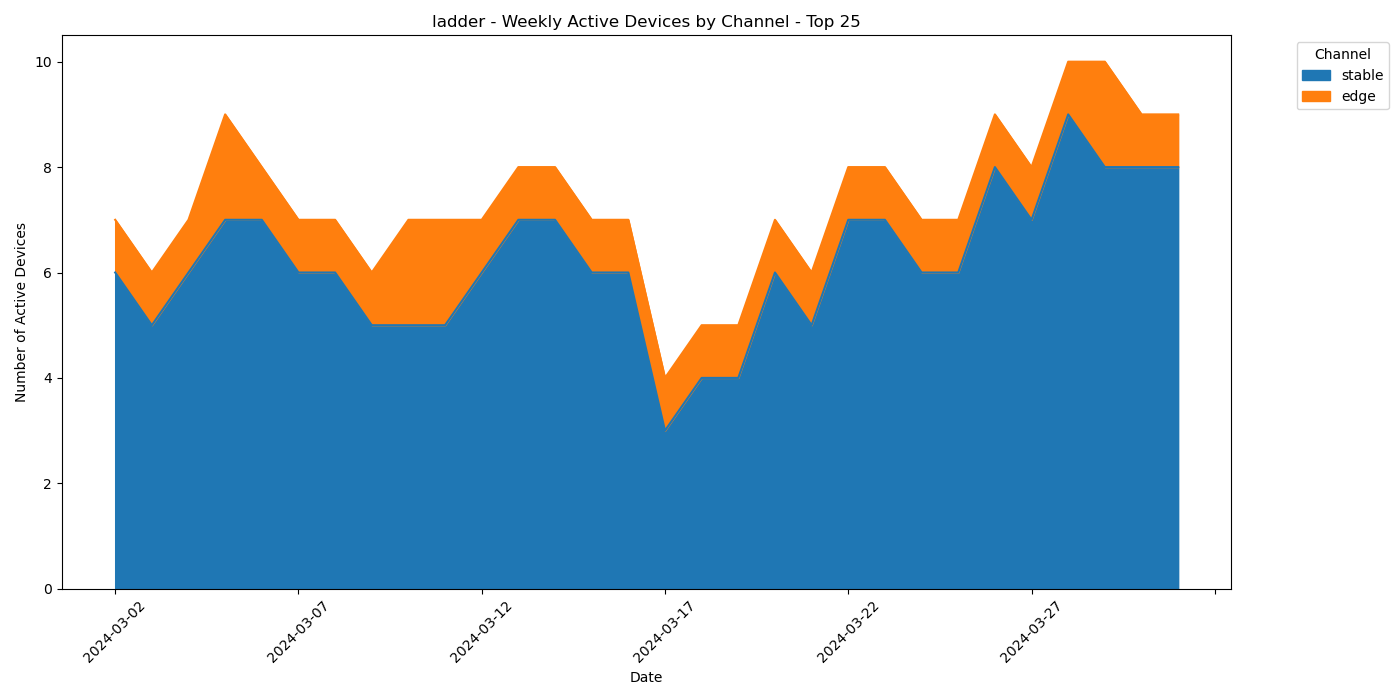 ladder - Weekly Active Devices by Channel - Top 25
Channel
stable
edge
Number of Active Devices
10
8
6
4
2
0
2024-03-02
2024-03-07
2024-03-12
2024-03-17
2024-03-22
2024-03-27
Date